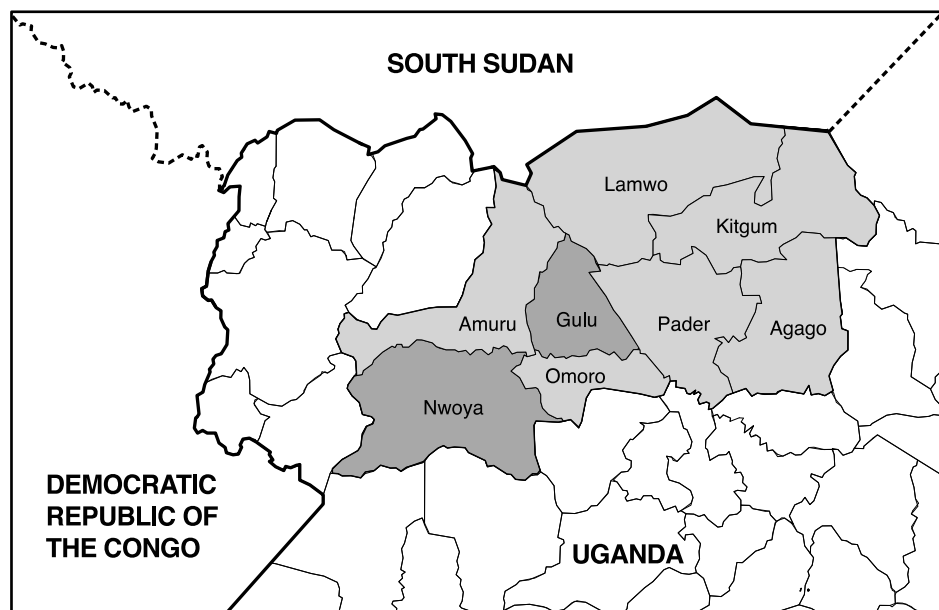 SOUTH SUDAN
Lamwo
Kitgum
Amuru
Gulu
Pader
Agago
Omoro
Nwoya
DEMOCRATIC
REPUBLIC OF
THE CONGO
UGANDA